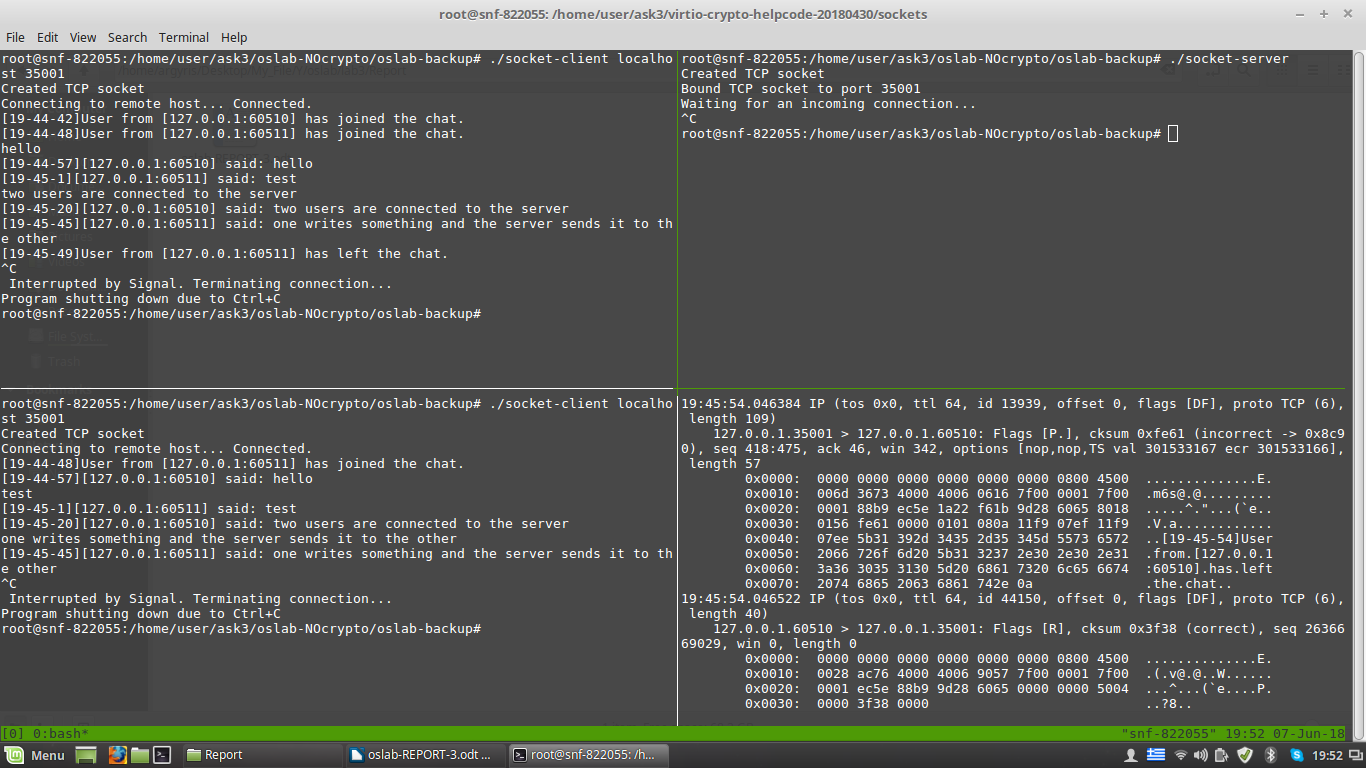 root@snf-822055: /home/user/ask3/virtio-crypto-helpcode-20180430/sockets
File Edit View Search Terminal Help
root@snf-822055:/home/user/ask3/oslab-NOcrypto/oslab-backup# ./socket-client localho
st 35001
Created TCP socket
Connecting to remote host... Connected.
[19-44-42]User from [127.0.0.1:60510] has joined the chat.
[19-44-48]User from [127.0.0.1:60511] has joined the chat.
hello
[19-44-57][127.0.0.1:60510] said: hello
[19-45-1][127.0.0.1:60511] said: test
two users are connected to the server
[19-45-20][127.0.0.1:60510] said: two users are connected to the server
[19-45-45][127.0.0.1:60511] said: one writes something and the server sends it to th
e other
[19-45-49]User from [127.0.0.1:60511] has left the chat.
^C
 Interrupted by Signal. Terminating connection...
Program shutting down due to Ctrl+C
root@snf-822055:/home/user/ask3/oslab-NOcrypto/oslab-backup#
File Syst...
Trash
root@snf-822055:/home/user/ask3/oslab-NOcrypto/oslab-backup# ./socket-server
Created TCP socket
Bound TCP socket to port 35001
Waiting for an incoming connection...
^C
root@snf-822055:/home/user/ask3/oslab-NOcrypto/oslab-backup#
root@snf-822055:/home/user/ask3/oslab-NOcrypto/oslab-backup# ./socket-client localho
st 35001
Created TCP socket
Connecting to remote host... Connected.
[19-44-48]User from [127.0.0.1:60511] has joined the chat.
[19-44-57][127.0.0.1:60510] said: hello
test
[19-45-1][127.0.0.1:60511] said: test
[19-45-20][127.0.0.1:60510] said: two users are connected to the server
one writes something and the server sends it to the other
[19-45-45][127.0.0.1:60511] said: one writes something and the server sends it to th
e other
^C
 Interrupted by Signal. Terminating connection...
Program shutting down due to Ctrl+C
root@snf-822055:/home/user/ask3/oslab-NOcrypto/oslab-backup#
19:45:54.046384 IP (tos 0x0, ttl 64, id 13939, offset 0, flags [DF], proto TCP (6),
 length 109)
    127.0.0.1.35001 > 127.0.0.1.60510: Flags [P.], cksum 0xfe61 (incorrect -> 0x8c9
0), seq 418:475, ack 46, win 342, options [nop,nop,TS val 301533167 ecr 301533166],
 length 57
0x0000:  0000 0000 0000 0000 0000 0000 0800 4500  ..............E.
0x0010:  006d 3673 4000 4006 0616 7f00 0001 7f00  .m6s@.@.........
0x0020:  0001 88b9 ec5e 1a22 f61b 9d28 6065 8018  .....^."...(`e..
0x0030:  0156 fe61 0000 0101 080a 11f9 07ef 11f9  .V.a............
0x0040:  07ee 5b31 392d 3435 2d35 345d 5573 6572  ..[19-45-54]User
0x0050:  2066 726f 6d20 5b31 3237 2e30 2e30 2e31  .from.[127.0.0.1
0x0060:  3a36 3035 3130 5d20 6861 7320 6c65 6674  :60510].has.left
0x0070:  2074 6865 2063 6861 742e 0a              .the.chat..
19:45:54.046522 IP (tos 0x0, ttl 64, id 44150, offset 0, flags [DF], proto TCP (6),
 length 40)
    127.0.0.1.60510 > 127.0.0.1.35001: Flags [R], cksum 0x3f38 (correct), seq 26366
69029, win 0, length 0
0x0000:  0000 0000 0000 0000 0000 0000 0800 4500  ..............E.
0x0010:  0028 ac76 4000 4006 9057 7f00 0001 7f00  .(.v@.@..W......
0x0020:  0001 ec5e 88b9 9d28 6065 0000 0000 5004  ...^...(`e....P.
0x0030:  0000 3f38 0000                           ..?8..
[0] 0:bash* "snf-822055" 19:52 07-Jun-18
Menu Report oslab-REPORT-3.odt ... root@snf-822055: /h... 19:52